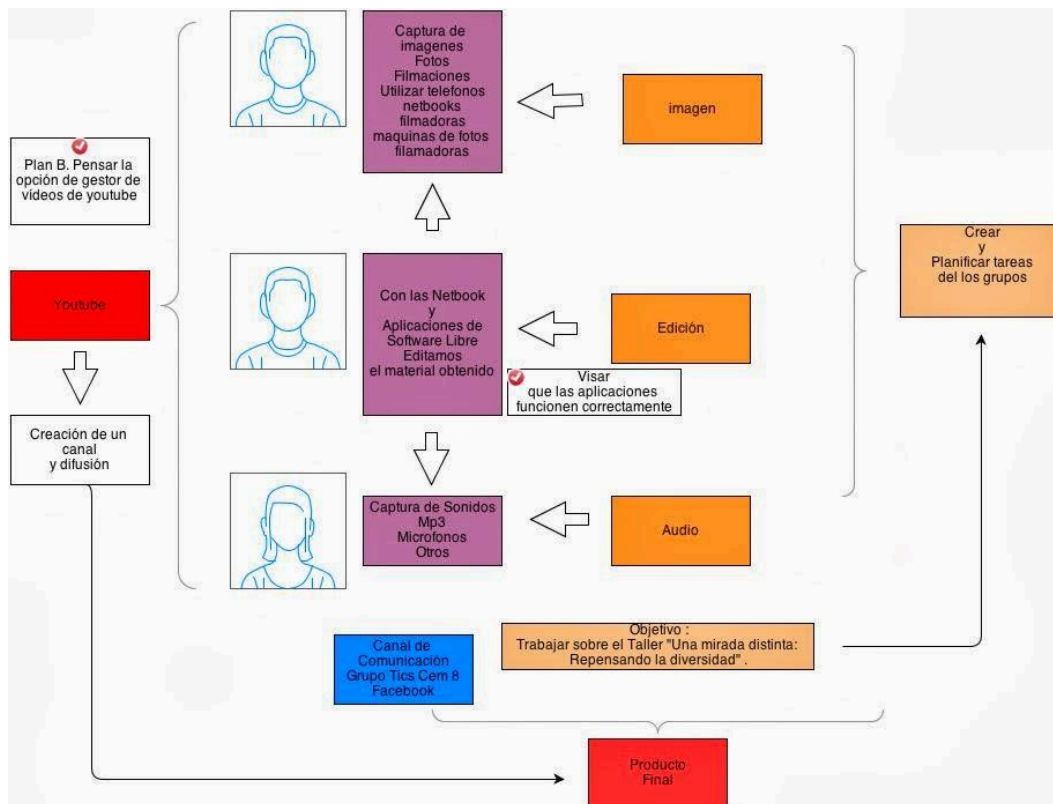 Captura de
imagenes
Fotos
Filmaciones
Utilizar telefonos
netbooks
filmadoras
maquinas de fotos
filamadoras
imagen
Plan B. Pensar la
opción de gestor de
vídeos de youtube
Crear
y
Planificar tareas
del los grupos
Youtube
Con las Netbook
y
Aplicaciones de
Software Libre
Editamos
el material obtenido
Edición
Visar
que las aplicaciones
funcionen correctamente
Creación de un
canal
y difusión
Captura de Sonidos
Mp3
Microfonos
Otros
Audio
Objetivo :
Trabajar sobre el Taller "Una mirada distinta:
Repensando la diversidad" .
Canal de
Comunicación
Grupo Tics Cem 8
Facebook
Producto
Final